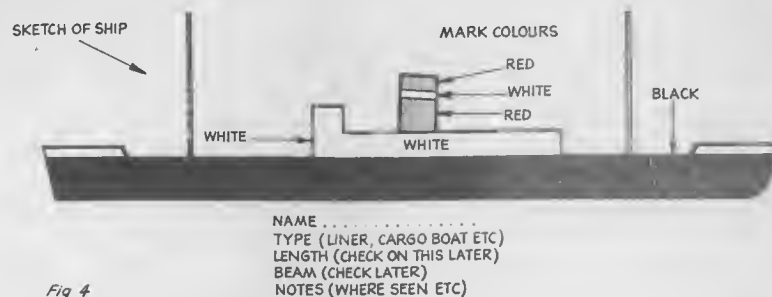 SKETCH OF SHIP
MARK COLOURS
RED
WHITE
RED
BLACK
WHITE
WHITE
NAME . . . . . . . . . . . . . . . .
TYPE (LINER, CARGO BOAT ETC)
LENGTH (CHECK ON THIS LATER)
BEAM (CHECK LATER)
NOTES (WHERE SEEN ETC)
Fig 4